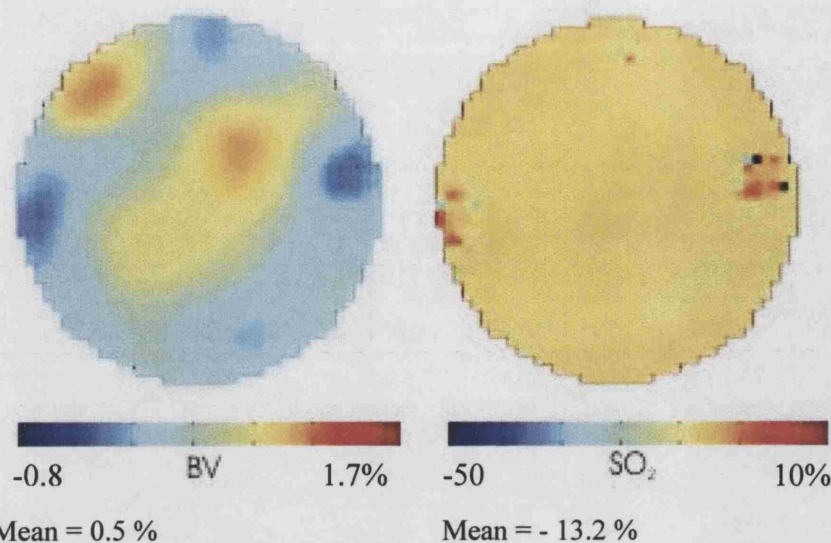 -0.8 BV 1.7%
-50 SO₂ 10%
Mean = 0.5 %
Mean = - 13.2 %